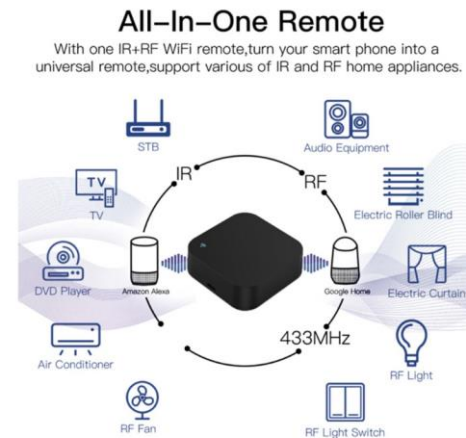 All-In-One Remote
With one IR+RF WiFi remote,turn your smart phone into a
universal remote,support various of IR and RF home appliances.
STB
Audio Equipment
IR
RF
TV
TV
Electric Roller Blind
DVD Player
Amazon Alexa
Google Home
Electric Curtain
433MHz
Air Conditioner
RF Light
RF Fan
RF Light Switch